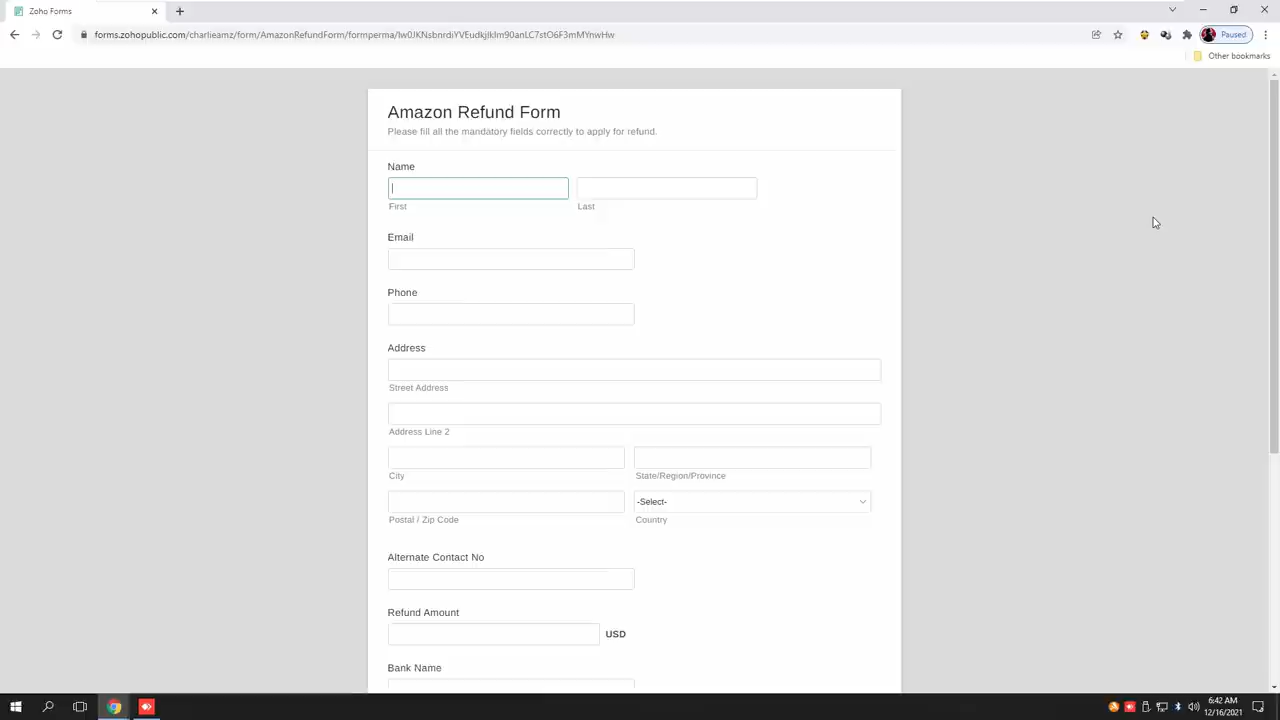 Zoho Forms
forms.zohopublic.com/charlieamz/form/AmazonRefundForm/formperma/
Paused
Other bookmarks
Amazon Refund Form
Please fill all the mandatory fields correctly to apply for refund.
Name
First Last
Email
Phone
Address
Street Address
Address Line 2
City State/Region/Province
-Select-
Postal / Zip Code Country
Alternate Contact No
Refund Amount
USD
Bank Name
6:42 AM
12/16/2021